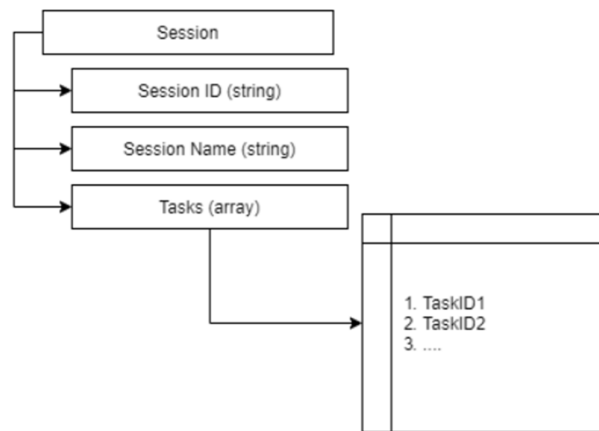 Session
Session ID (string)
Session Name (string)
Tasks (array)
1. TaskID1
2. TaskID2
3. ....